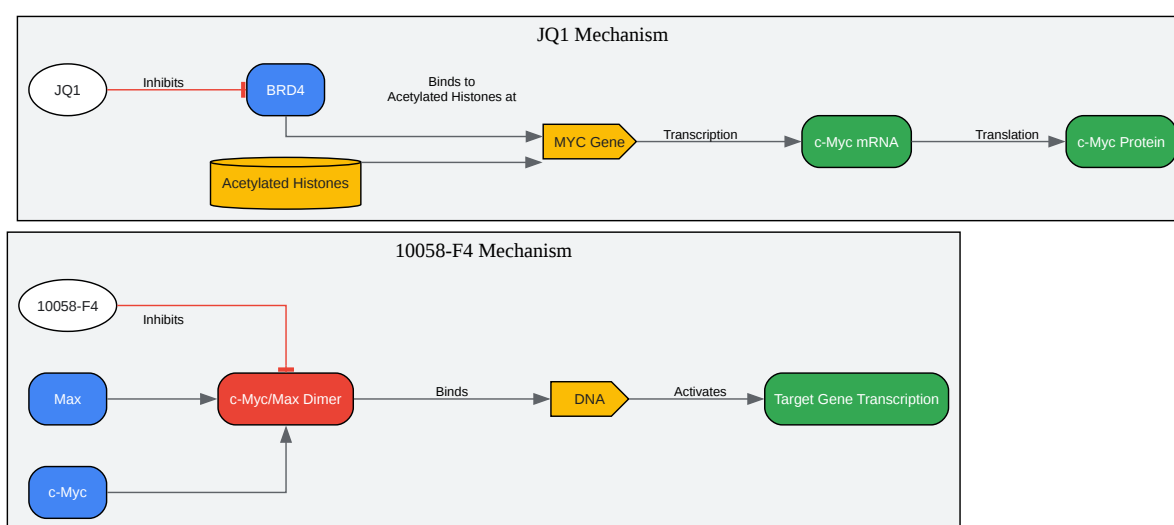 JQ1 Mechanism
JQ1
Inhibits
BRD4
Binds to
Acetylated Histones at
MYC Gene
Transcription
c-Myc mRNA
Translation
c-Myc Protein
Acetylated Histones
10058-F4 Mechanism
10058-F4
Inhibits
Max
c-Myc/Max Dimer
Binds
DNA
Activates
Target Gene Transcription
c-Myc